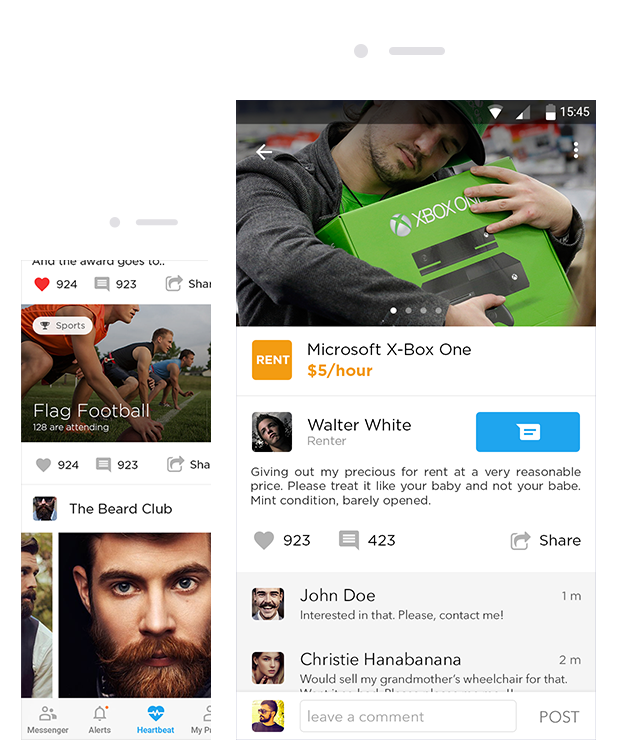 And the award goes to..
924
923
Shar
Sports
Flag Football
128 are attending
924
923
Sha
The Beard Club
Messenger
Alerts
Heartbeat
My P
15:45
XBOX ONE
RENT
Microsoft X-Box One
$5/hour
Walter White
Renter
Giving out my precious for rent at a very reasonable
price. Please treat it like your baby and not your babe.
Mint condition, barely opened.
923
423
Share
John Doe
1 m
Interested in that. Please, contact me!
Christie Hanabanana
2 m
Would sell my grandmother's wheelchair for that.
leave a comment
POST